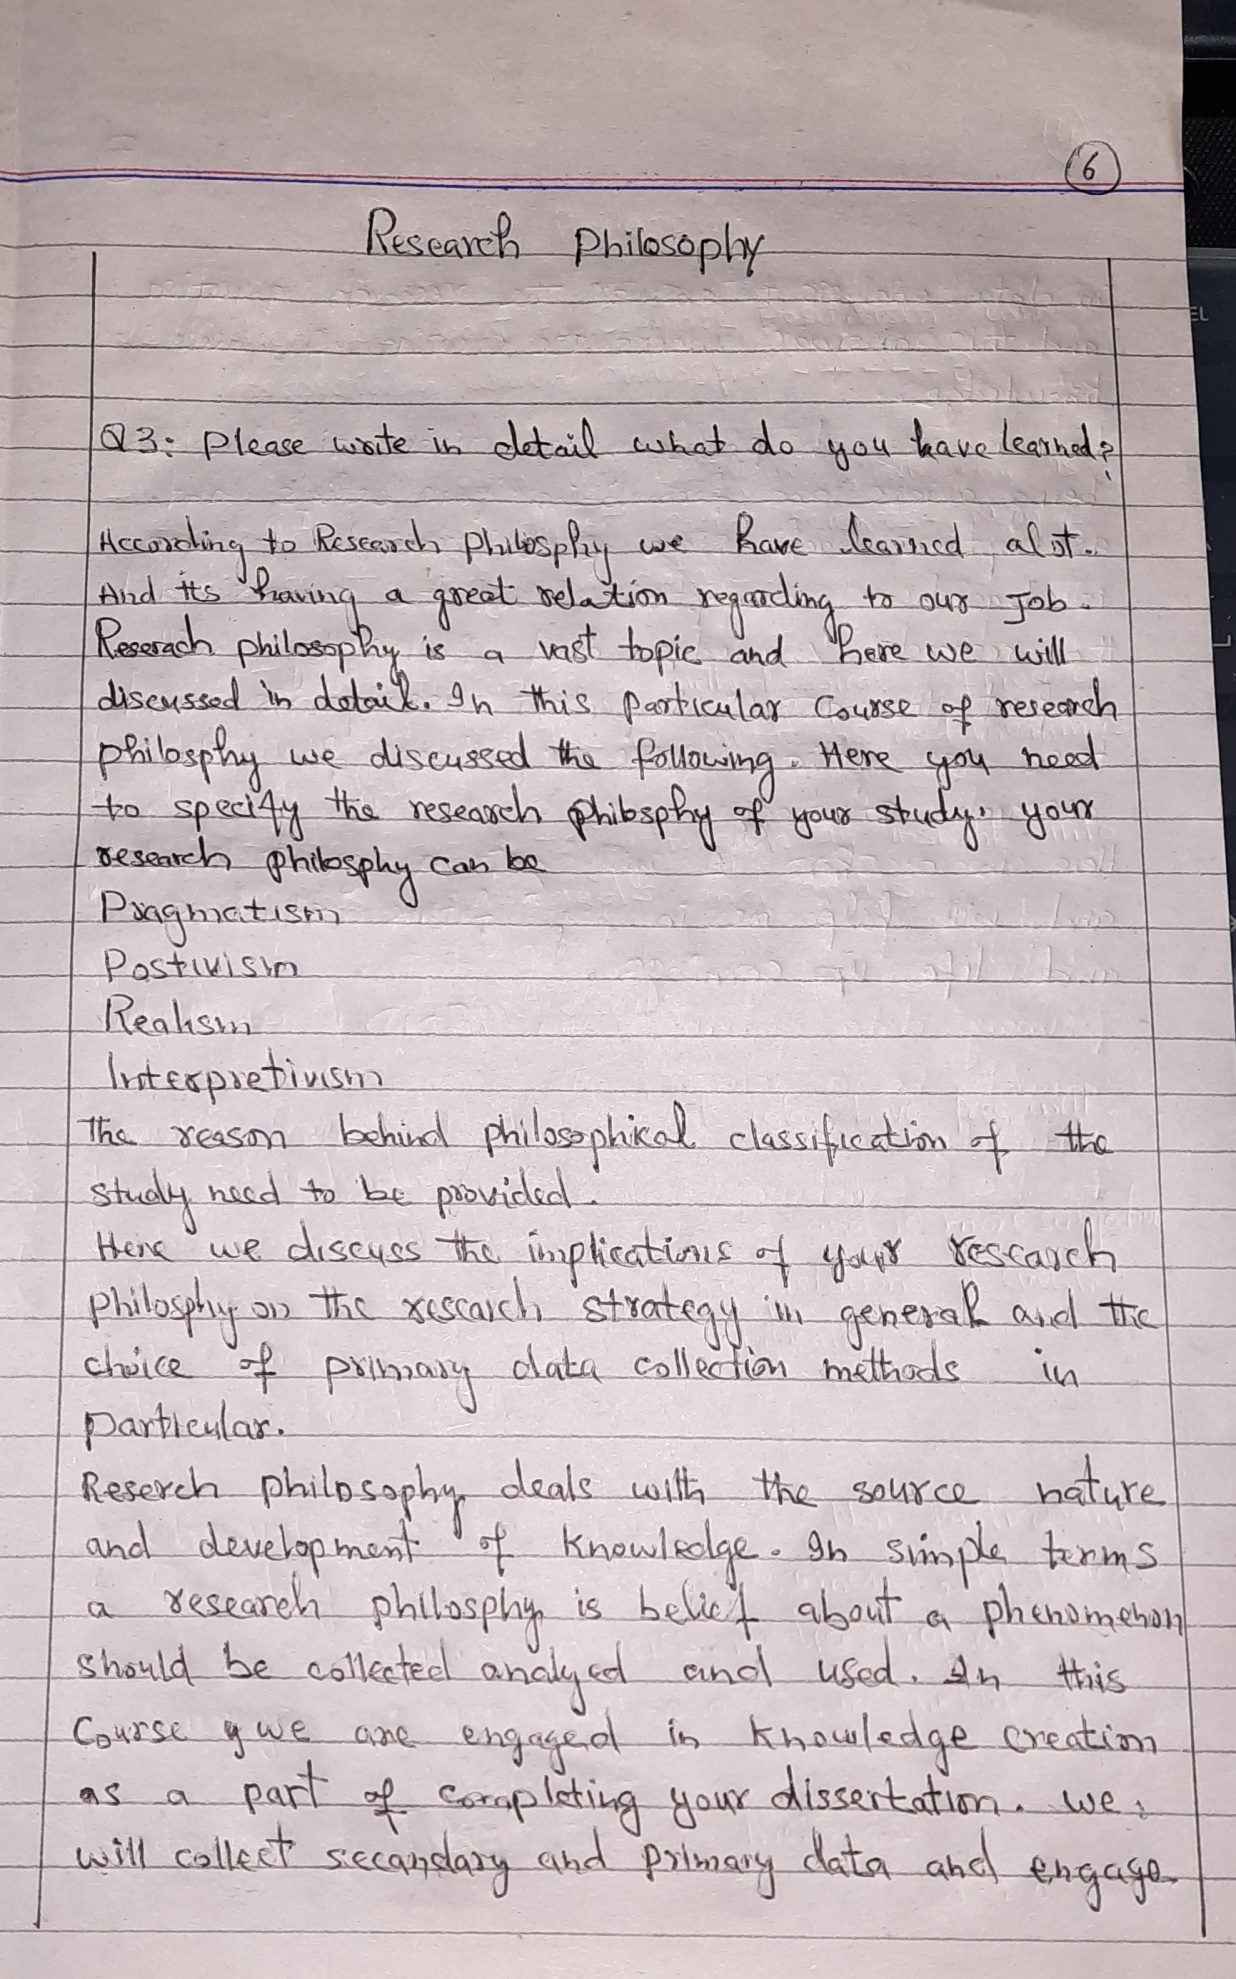 6
Research Philosophy
Q3: Please write in detail what do you have learned?
According to Research philosphy we have learned alot.
And its having a great relation regarding to our Job.
Reserach philosophy is a vast topic and here we will
discussed in detail. In this particular Course of research
philosphy we discussed the following. Here you need
to specify the research philosphy of your study. your
research philosphy can be
Pragmatism
Postivism
Realism
Interpretivism
The reason behind philosophical classification of the
study need to be provided.
Here we discuss the implications of your research
philosphy on the research strategy in general and the
choice of primary data collection methods in
particular.
Reserch philosophy deals with the source nature
and development of knowledge. In simple terms
a research philosphy is belief about a phenomenon
should be collected analyed and used. In this
Course we are engaged in knowledge creation
as a part of completing your dissertation. we
will collect secandary and primary data and engage